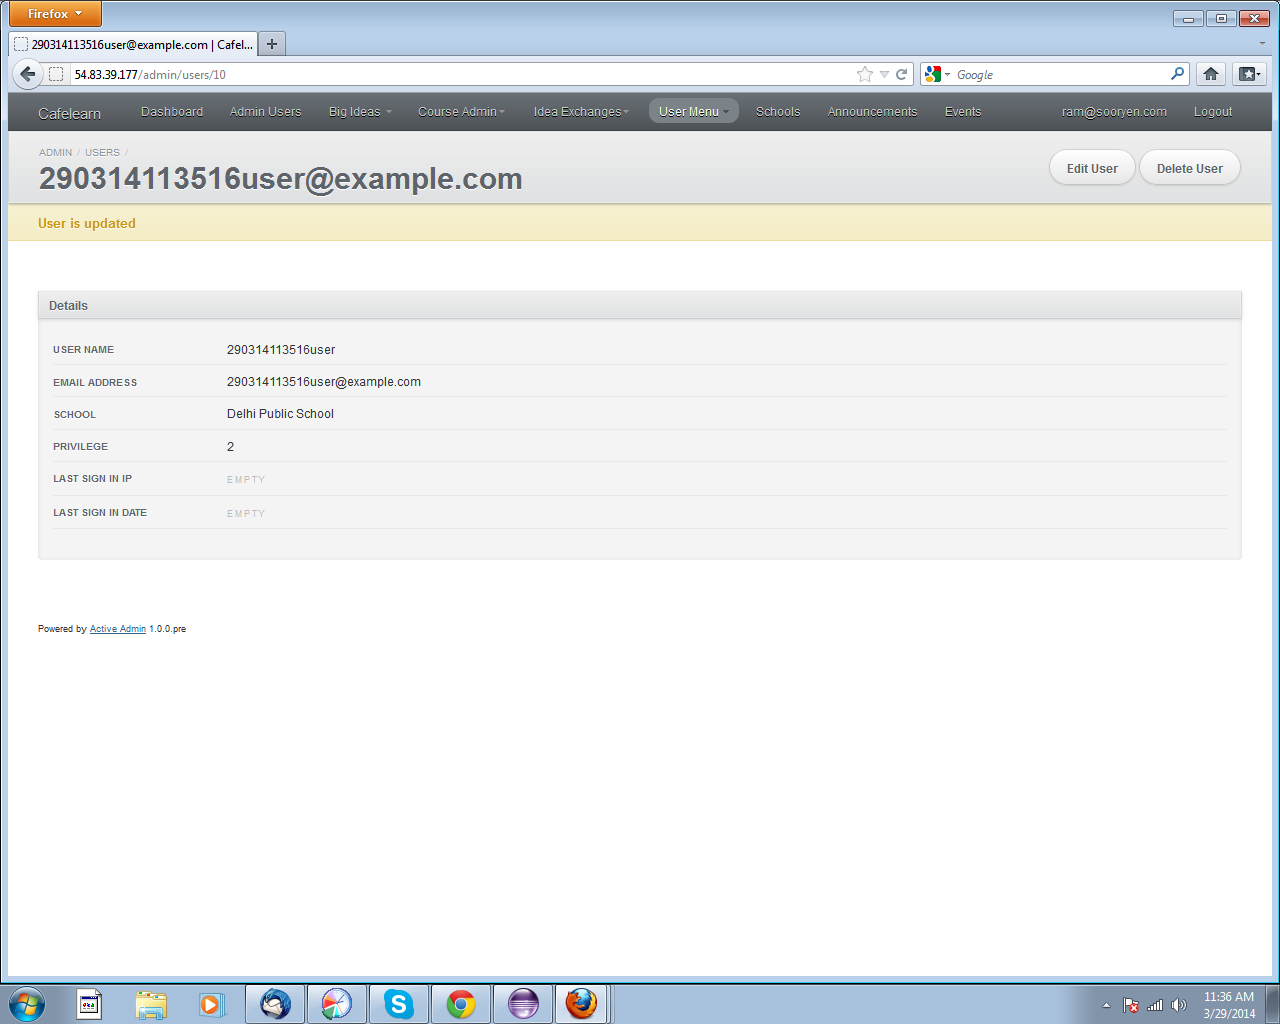 Firefox
290314113516user@example.com | Cafel...
54.83.39.177/admin/users/10
Google
Cafelearn Dashboard Admin Users Big Ideas Course Admin Idea Exchanges User Menu Schools Announcements Events ram@sooryen.com Logout
ADMIN / USERS /
290314113516user@example.com
Edit User Delete User
User is updated
Details
USER NAME 290314113516user
EMAIL ADDRESS 290314113516user@example.com
SCHOOL Delhi Public School
PRIVILEGE 2
LAST SIGN IN IP EMPTY
LAST SIGN IN DATE EMPTY
Powered by Active Admin 1.0.0.pre
11:36 AM
3/29/2014